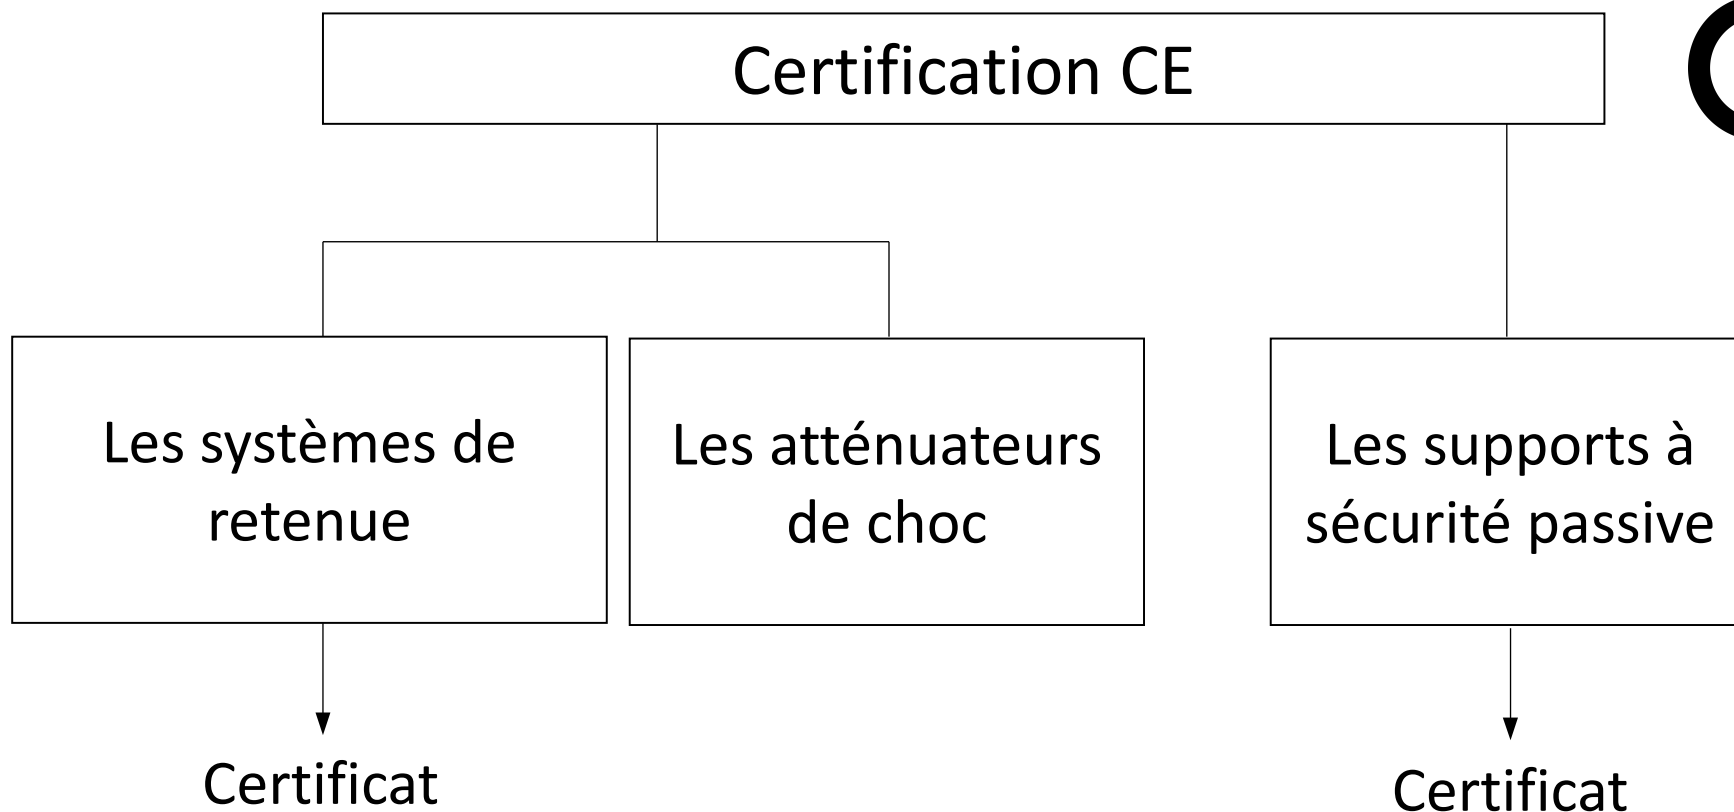 Certification CE
Les systèmes de
retenue
Les atténuateurs
de choc
Les supports à
sécurité passive
Certificat
Certificat